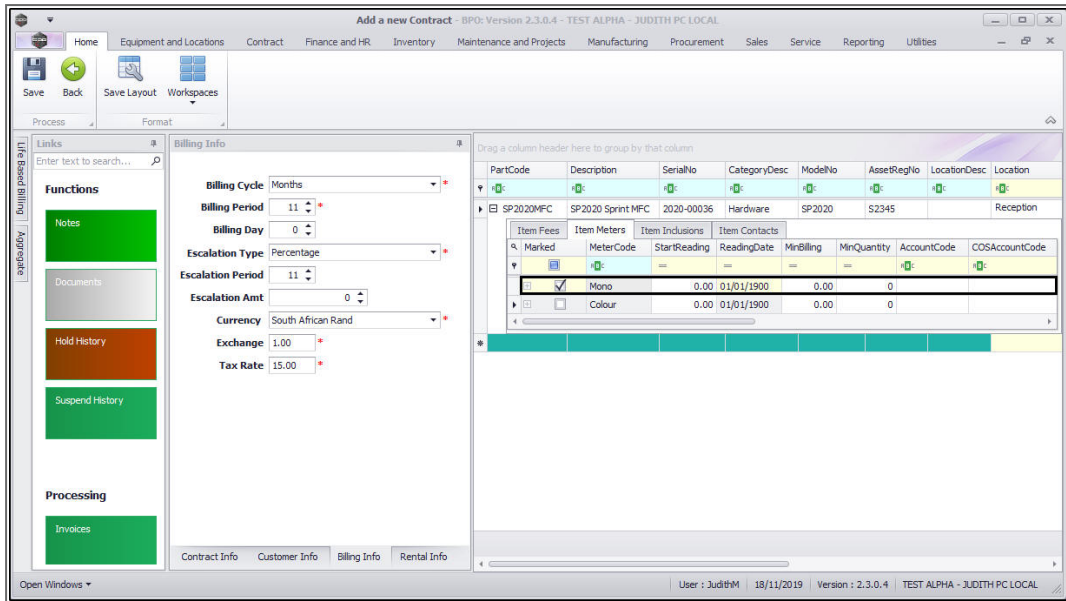 Add a new Contract - BPO: Version 2.3.0.4 - TEST ALPHA - JUDITH PC LOCAL
Home Equipment and Locations Contract Finance and HR Inventory Maintenance and Projects Manufacturing Procurement Sales Service Reporting Utilities
Save Back Save Layout Workspaces
Process Format
Life Based Billing
Aggregate
Links
Enter text to search...
Functions
Notes
Documents
Hold History
Suspend History
Processing
Invoices
Billing Info
Billing Cycle Months *
Billing Period 11 *
Billing Day 0
Escalation Type Percentage *
Escalation Period 11
Escalation Amt 0
Currency South African Rand *
Exchange 1.00 *
Tax Rate 15.00 *
Contract Info Customer Info Billing Info Rental Info
Drag a column header here to group by that column
PartCode Description SerialNo CategoryDesc ModelNo AssetRegNo LocationDesc Location
SP2020MFC SP2020 Sprint MFC 2020-00036 Hardware SP2020 S2345 Reception
Item Fees Item Meters Item Inclusions Item Contacts
Marked MeterCode StartReading ReadingDate MinBilling MinQuantity AccountCode COSAccountCode
Mono 0.00 01/01/1900 0.00 0
Colour 0.00 01/01/1900 0.00 0
Open Windows
User : JudithM 18/11/2019 Version : 2.3.0.4 TEST ALPHA - JUDITH PC LOCAL